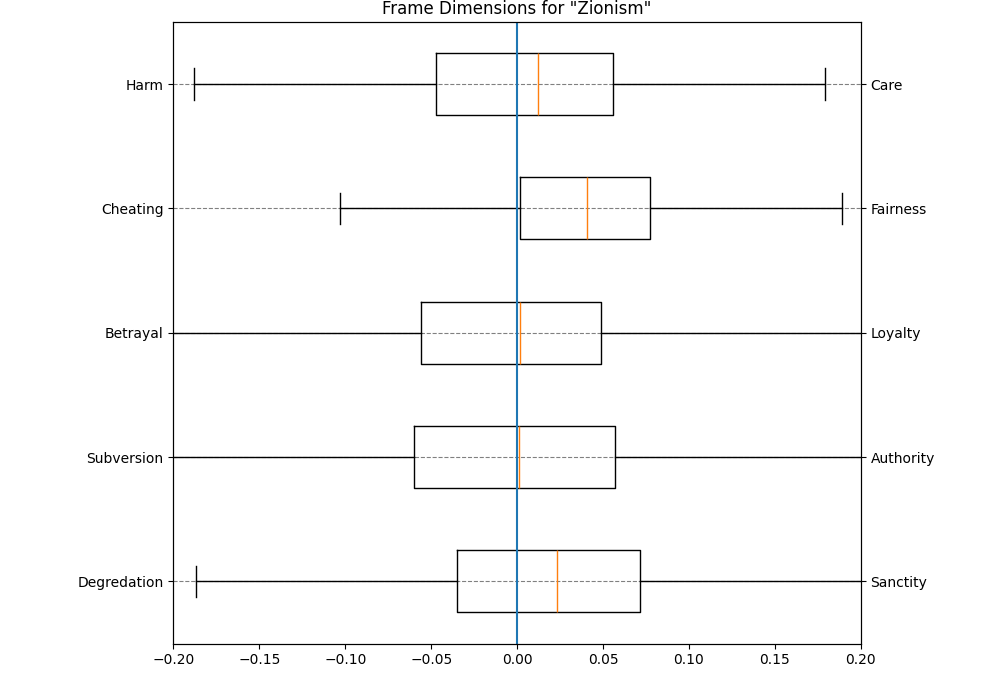 Frame Dimensions for "Zionism"
Harm Care
Cheating Fairness
Betrayal Loyalty
Subversion Authority
Degredation Sanctity
−0.20 −0.15 −0.10 −0.05 0.00 0.05 0.10 0.15 0.20